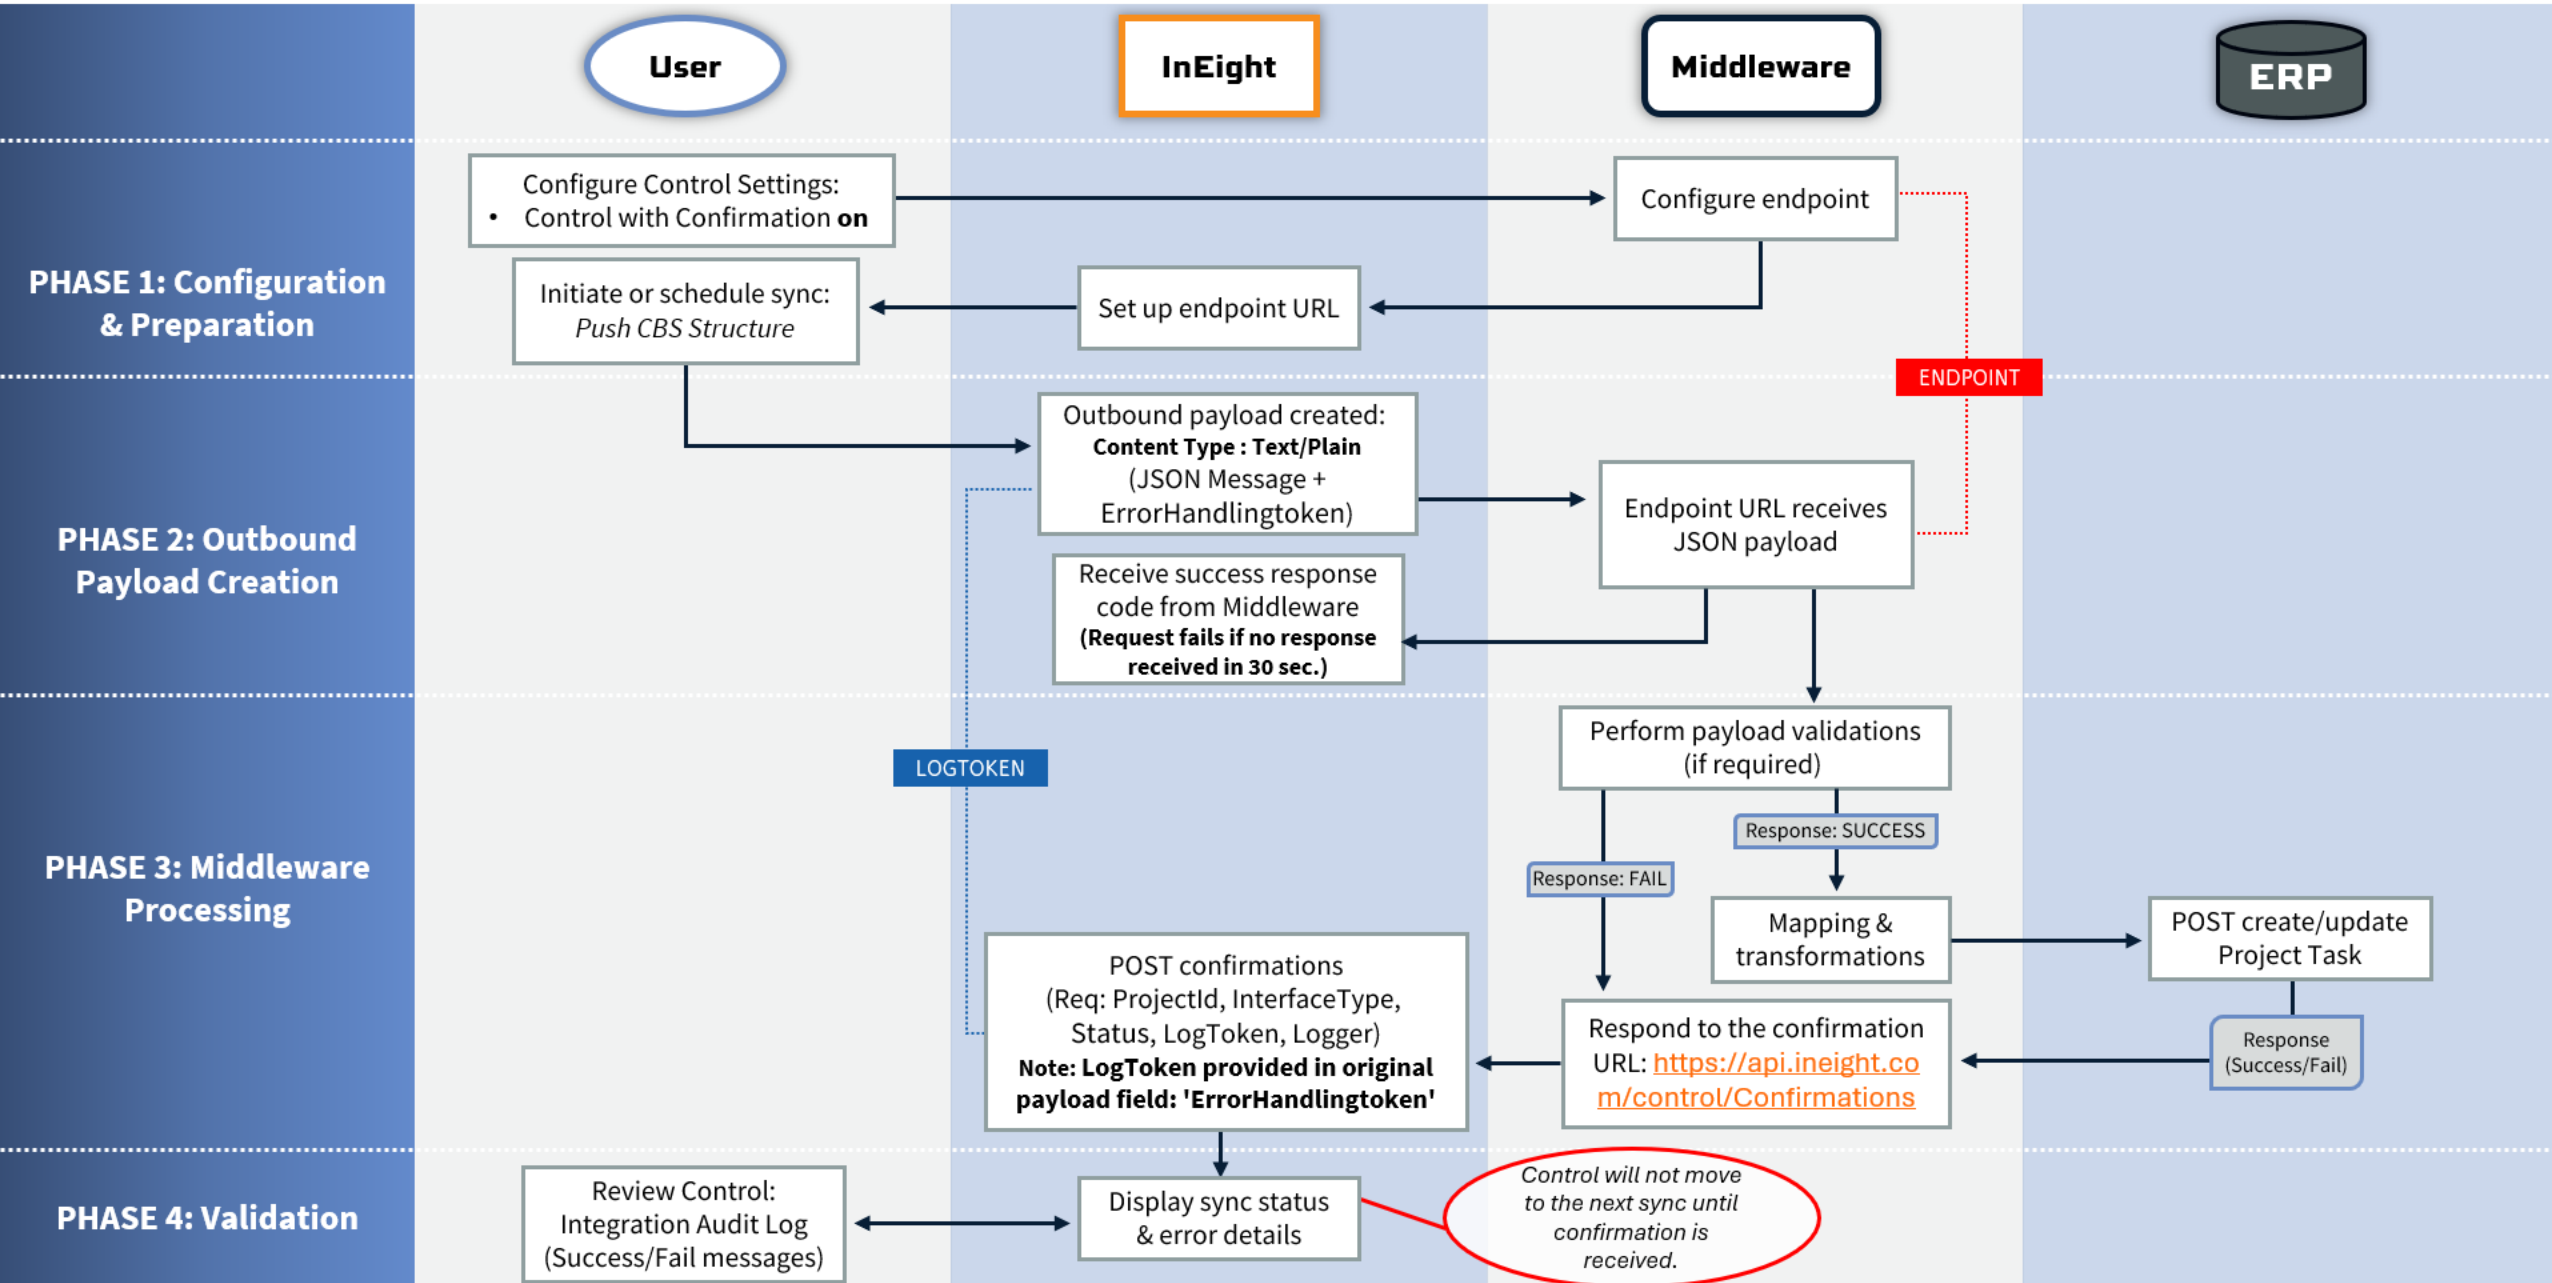 User
InEight
Middleware
ERP
PHASE 1: Configuration
& Preparation
Configure Control Settings:
• Control with Confirmation on
Configure endpoint
Initiate or schedule sync:
Push CBS Structure
Set up endpoint URL
ENDPOINT
PHASE 2: Outbound
Payload Creation
Outbound payload created:
Content Type : Text/Plain
(JSON Message +
ErrorHandlingtoken)
Endpoint URL receives
JSON payload
Receive success response
code from Middleware
(Request fails if no response
received in 30 sec.)
LOGTOKEN
PHASE 3: Middleware
Processing
Perform payload validations
(if required)
Response: SUCCESS
Response: FAIL
Mapping &
transformations
POST create/update
Project Task
POST confirmations
(Req: ProjectId, InterfaceType,
Status, LogToken, Logger)
Note: LogToken provided in original
payload field: 'ErrorHandlingtoken'
Respond to the confirmation
URL: https://api.ineight.co
m/control/Confirmations
Response
(Success/Fail)
PHASE 4: Validation
Review Control:
Integration Audit Log
(Success/Fail messages)
Display sync status
& error details
Control will not move
to the next sync until
confirmation is
received.